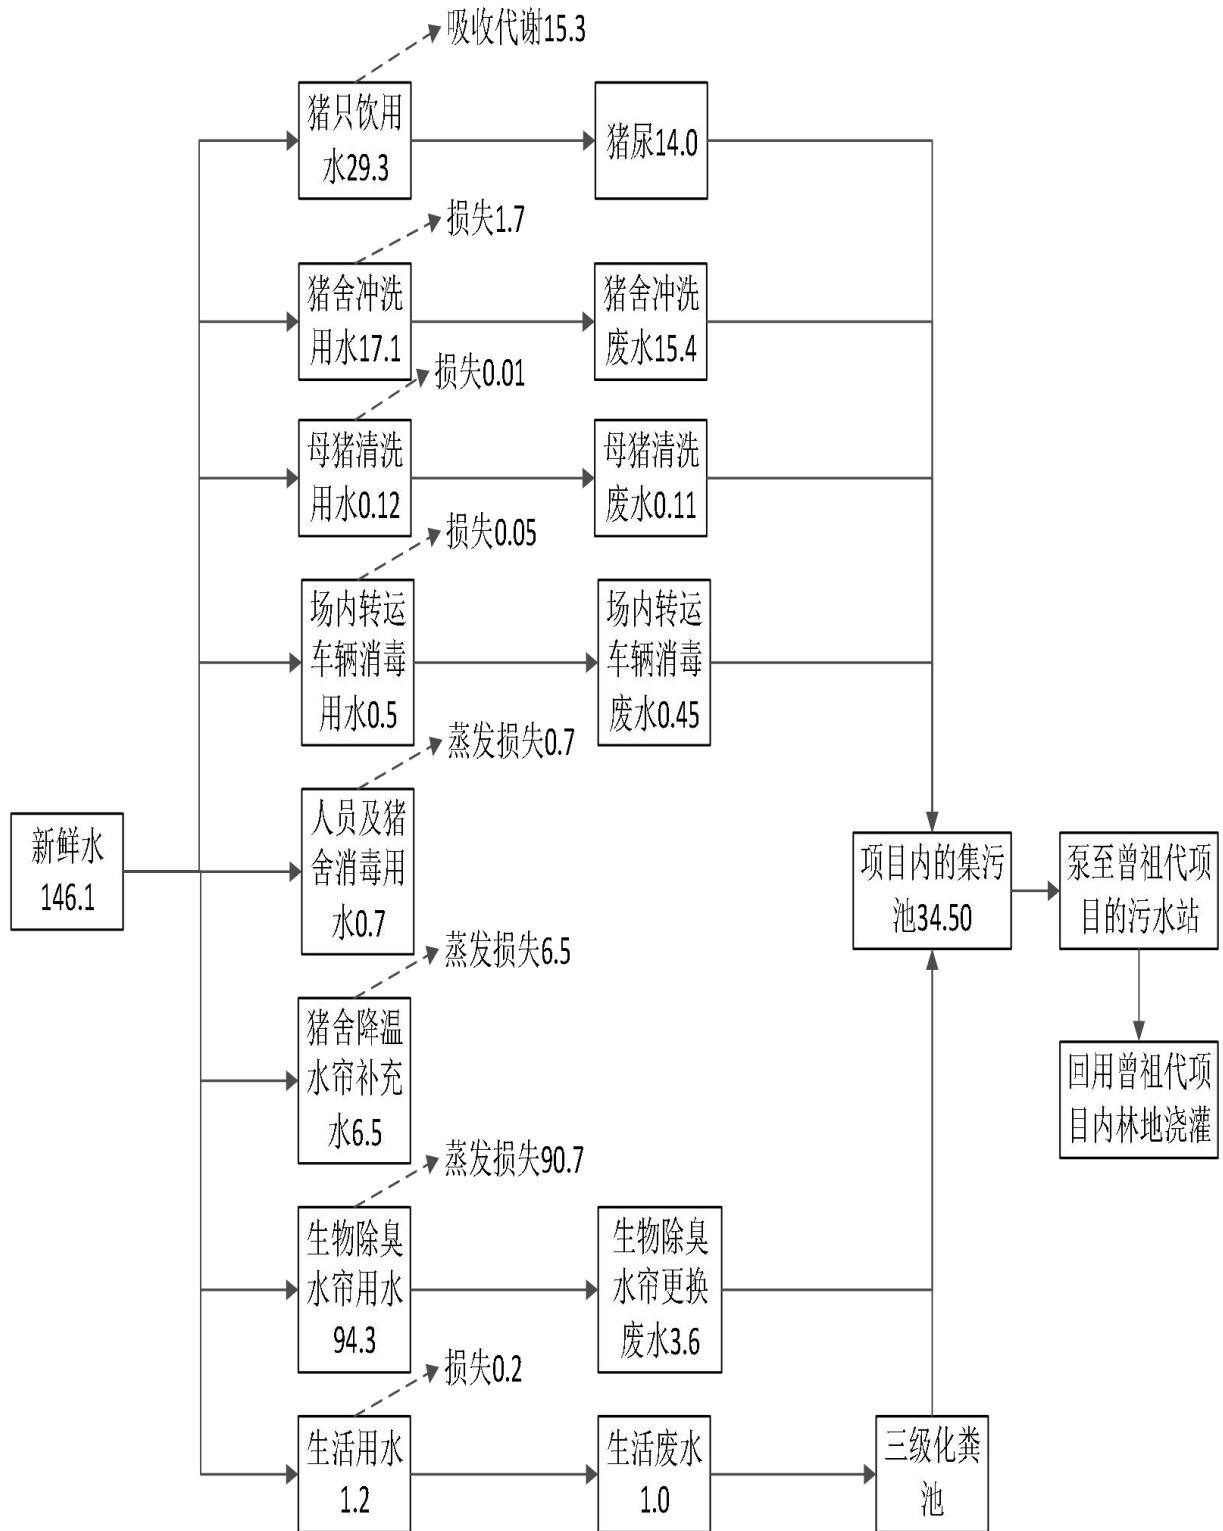 吸收代谢15.3
猪只饮用
水29.3
猪尿14.0
损失1.7
猪舍冲洗
用水17.1
猪舍冲洗
废水15.4
损失0.01
母猪清洗
用水0.12
母猪清洗
废水0.11
损失0.05
场内转运
车辆消毒
用水0.5
场内转运
车辆消毒
废水0.45
蒸发损失0.7
人员及猪
舍消毒用
水0.7
新鲜水
146.1
项目内的集污
池34.50
泵至曾祖代项
目的污水站
蒸发损失6.5
猪舍降温
水帘补充
水6.5
回用曾祖代项
目内林地浇灌
蒸发损失90.7
生物除臭
水帘用水
94.3
生物除臭
水帘更换
废水3.6
损失0.2
生活用水
1.2
生活废水
1.0
三级化粪
池